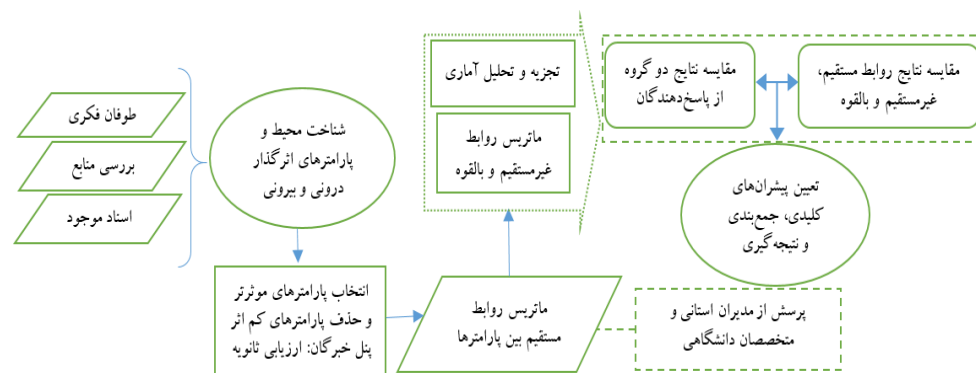 طوفان فکری
بررسی منابع
اسناد موجود
شناخت محیط و
پارامترهای اثرگذار
درونی و بیرونی
انتخاب پارامترهای موثرتر
و حذف پارامترهای کم اثر
پنل خبرگان: ارزیابی ثانویه
ماتریس روابط
مستقیم بین پارامترها
پرسش از مدیران استانی و
متخصصان دانشگاهی
تجزیه و تحلیل آماری
ماتریس روابط
غیرمستقیم و بالقوه
مقایسه نتایج دو گروه
از پاسخ‌دهندگان
مقایسه نتایج روابط مستقیم،
غیرمستقیم و بالقوه
تعیین پیشران‌های
کلیدی، جمع‌بندی
و نتیجه‌گیری